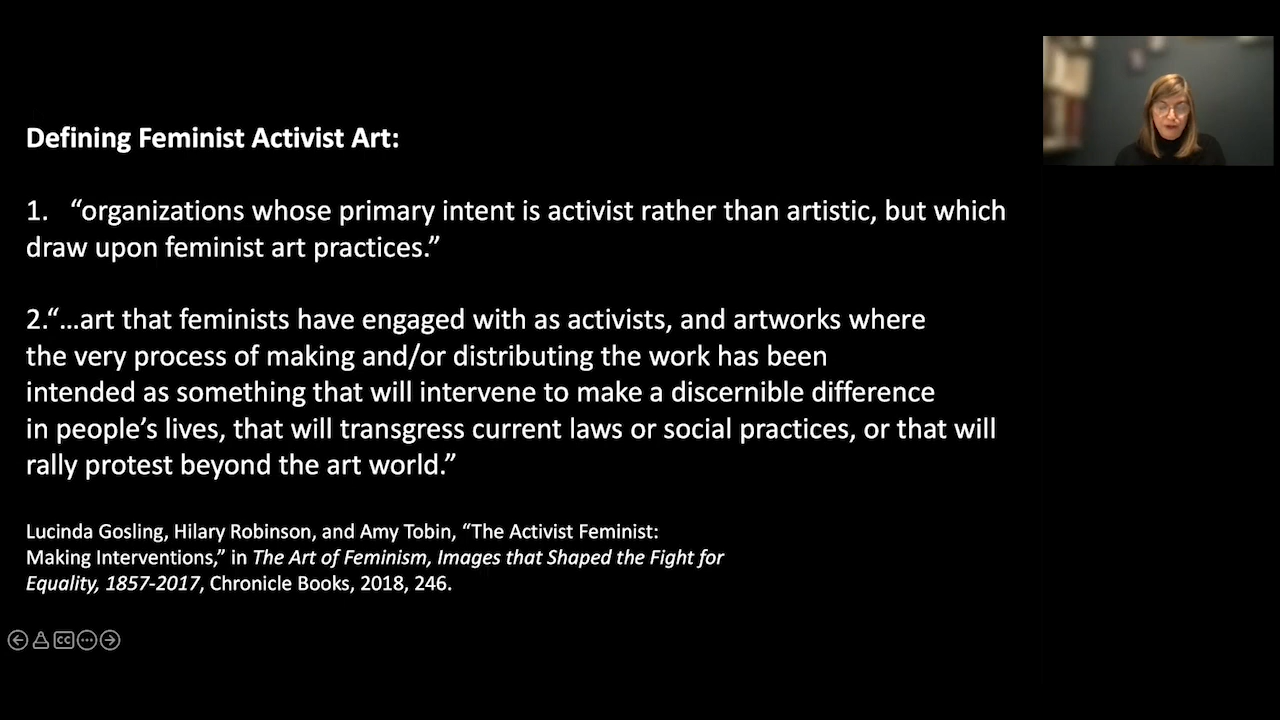 Defining Feminist Activist Art:
1. “organizations whose primary intent is activist rather than artistic, but which
draw upon feminist art practices.”
2.“…art that feminists have engaged with as activists, and artworks where
the very process of making and/or distributing the work has been
intended as something that will intervene to make a discernible difference
in people’s lives, that will transgress current laws or social practices, or that will
rally protest beyond the art world.”
Lucinda Gosling, Hilary Robinson, and Amy Tobin, “The Activist Feminist:
Making Interventions,” in The Art of Feminism, Images that Shaped the Fight for
Equality, 1857-2017, Chronicle Books, 2018, 246.
CC